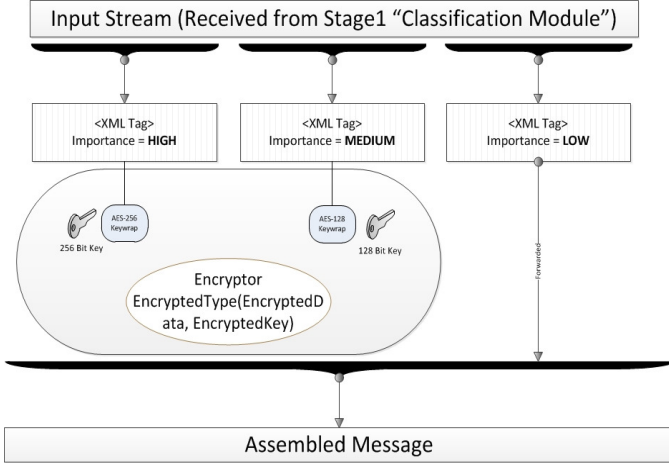 Input Stream (Received from Stage1 “Classification Module”)
<XML Tag>
Importance = HIGH
<XML Tag>
Importance = MEDIUM
<XML Tag>
Importance = LOW
AES-256
Keywrap
256 Bit Key
AES-128
Keywrap
128 Bit Key
Forwarded
Encryptor
EncryptedType(EncryptedD
ata, EncryptedKey)
Assembled Message